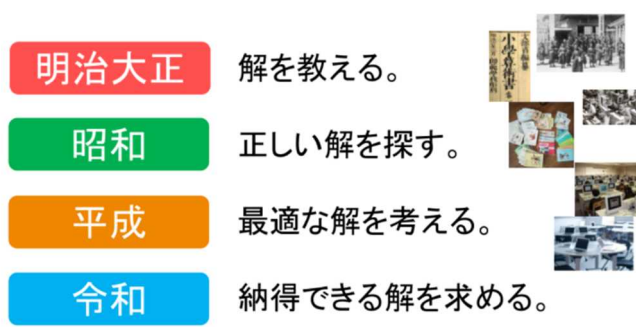 明治大正
解を教える。
昭和
正しい解を探す。
平成
最適な解を考える。
令和
納得できる解を求める。
小學算術書